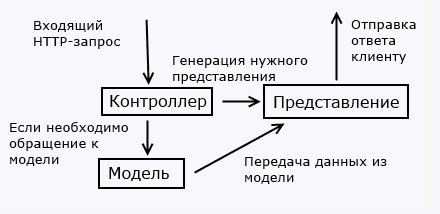 Входящий
HTTP-запрос
Отправка
ответа
клиенту
Генерация нужного
представления
Контроллер
Представление
Если необходимо
обращение к
модели
Модель
Передача данных из
модели